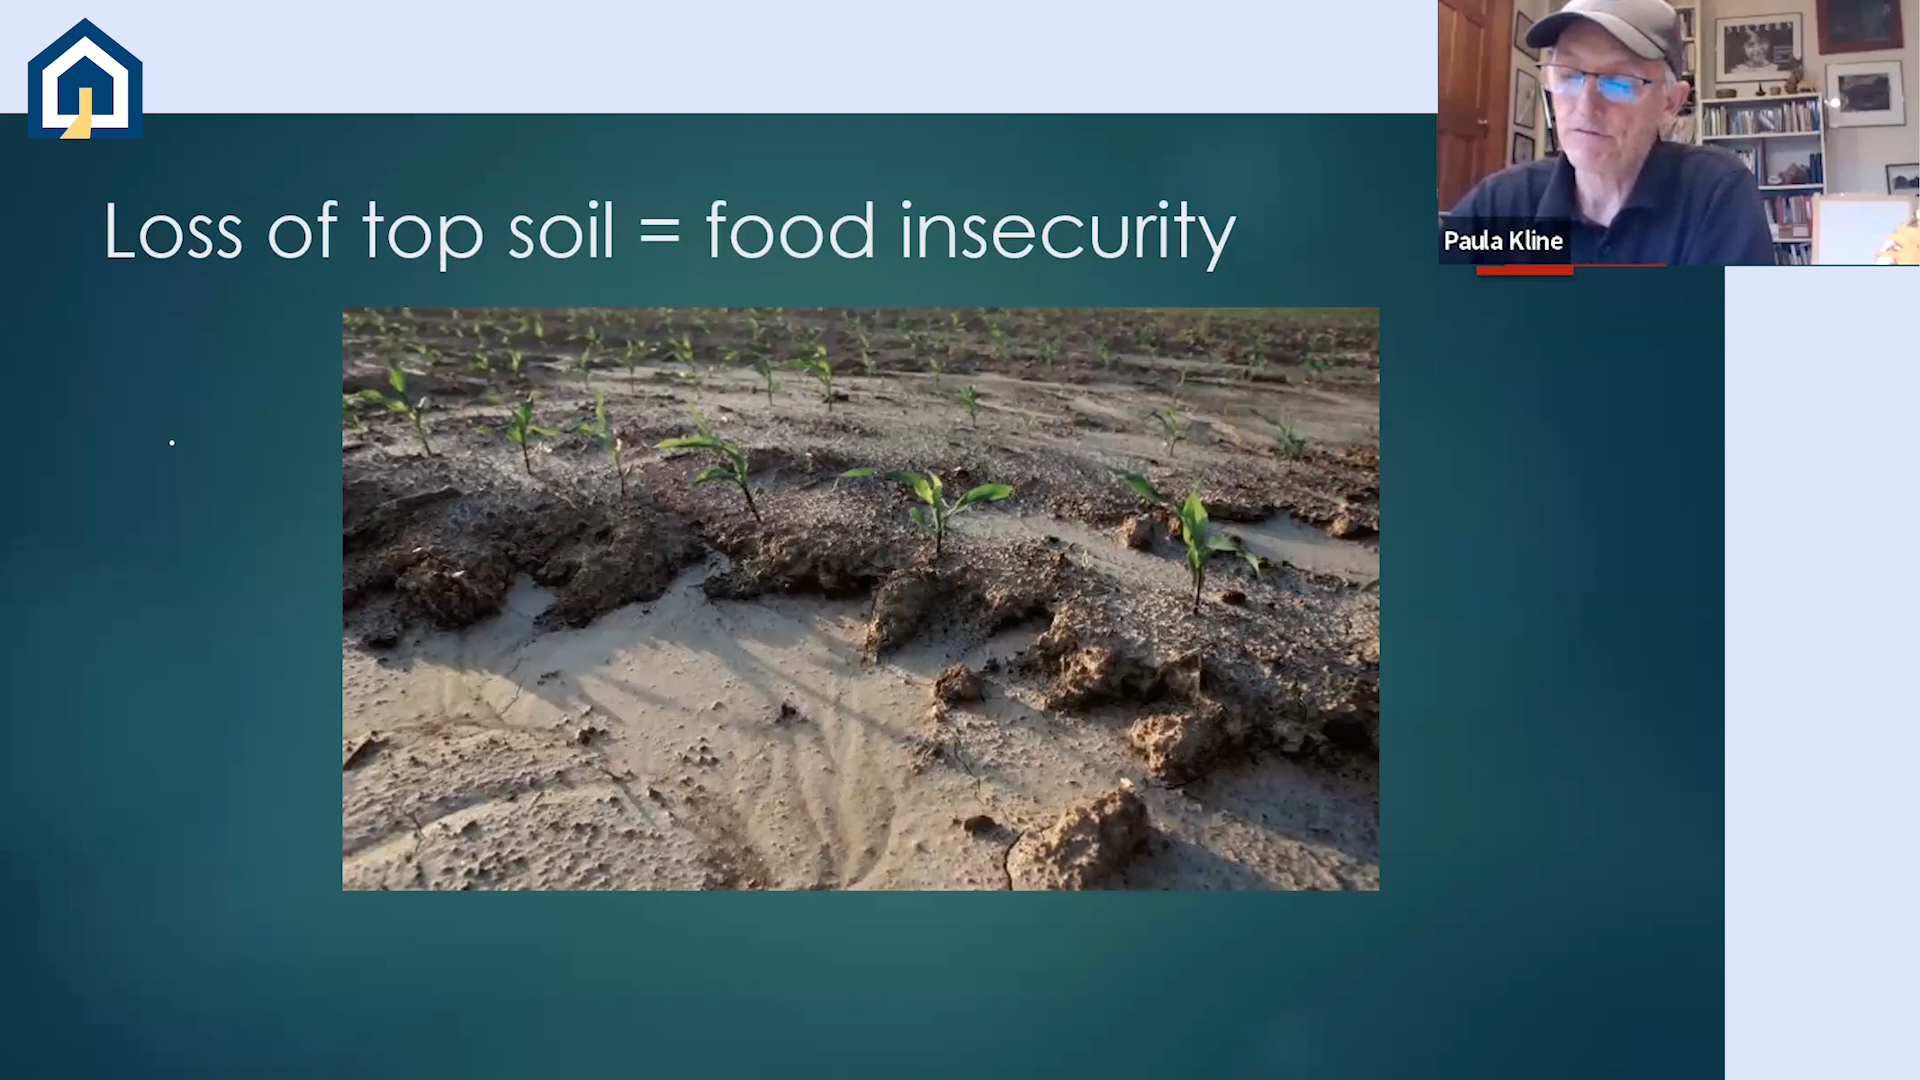 Loss of top soil = food insecurity
Paula Kline